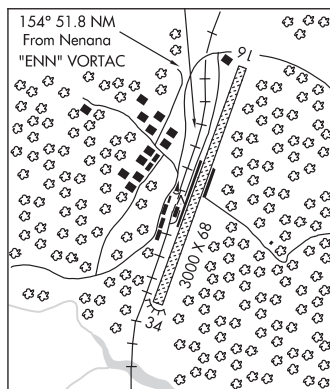 154° 51.8 NM
From Nenana
"ENN" VORTAC
16
3000 X 68
34